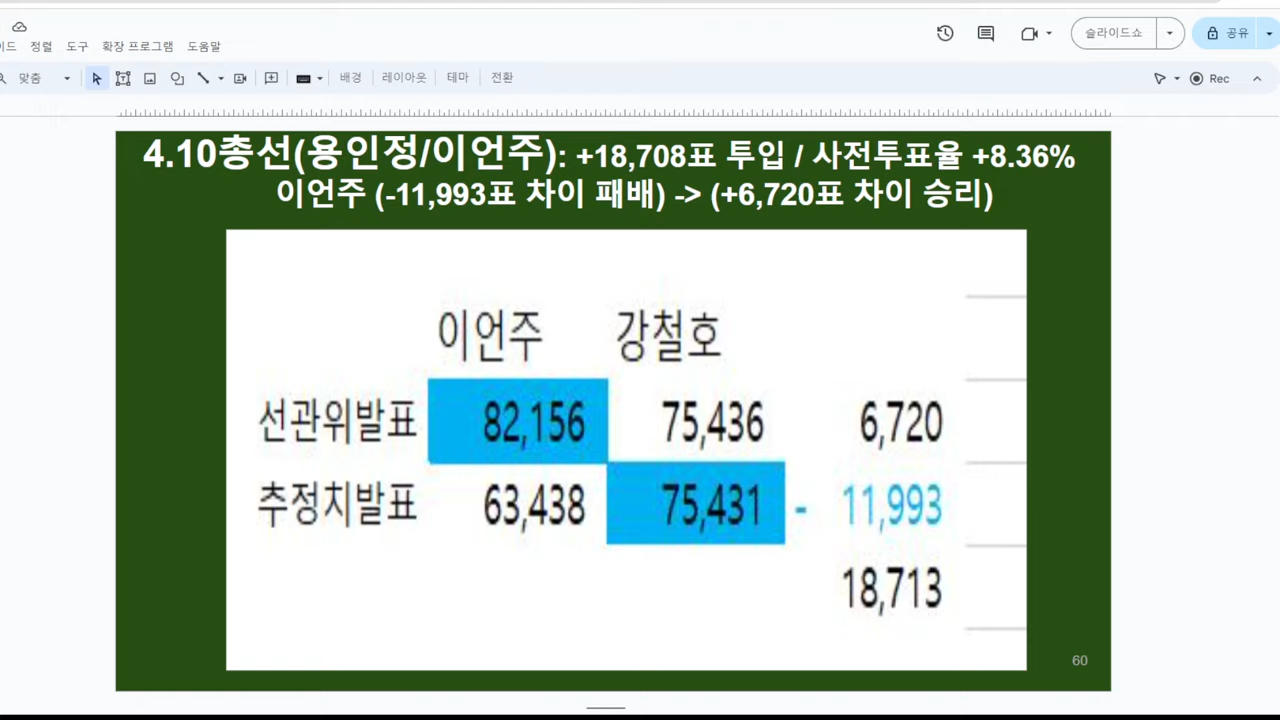 정렬 도구 확장 프로그램 도움말
슬라이드쇼
공유
맞춤
배경 레이아웃 테마 전환
Rec
4.10총선(용인정/이언주): +18,708표 투입 / 사전투표율 +8.36%
이언주 (-11,993표 차이 패배) -> (+6,720표 차이 승리)
이언주 강철호
선관위발표 82,156 75,436 6,720
추정치발표 63,438 75,431 - 11,993
18,713
60